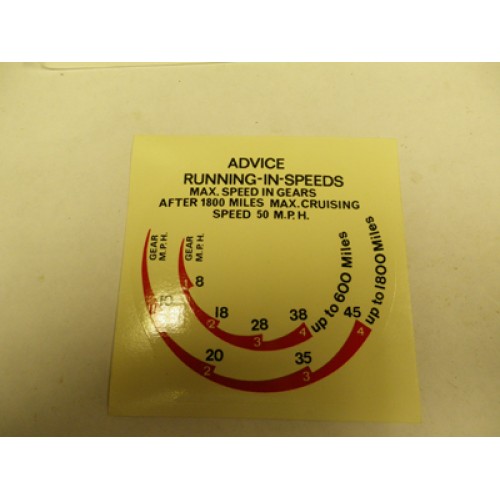 ADVICE
RUNNING-IN-SPEEDS
MAX. SPEED IN GEARS
AFTER 1800 MILES MAX. CRUISING
SPEED 50 M.P.H.
GEAR
M.P.H.
GEAR
M.P.H.
1 8
2 18
3 28
4 38
up to 600 Miles
1 10
2 20
3 35
4 45
up to 1800 Miles